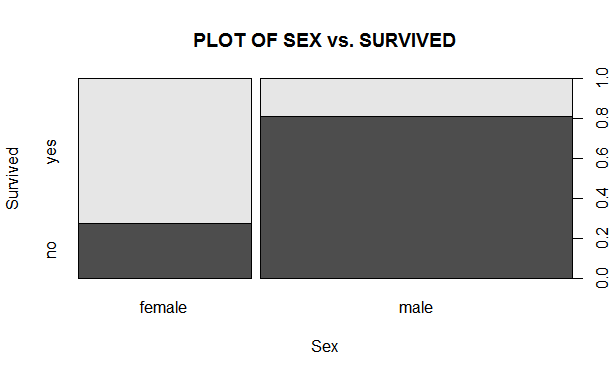 PLOT OF SEX vs. SURVIVED
Survived
yes
no
1.0
0.8
0.6
0.4
0.2
0.0
female
male
Sex